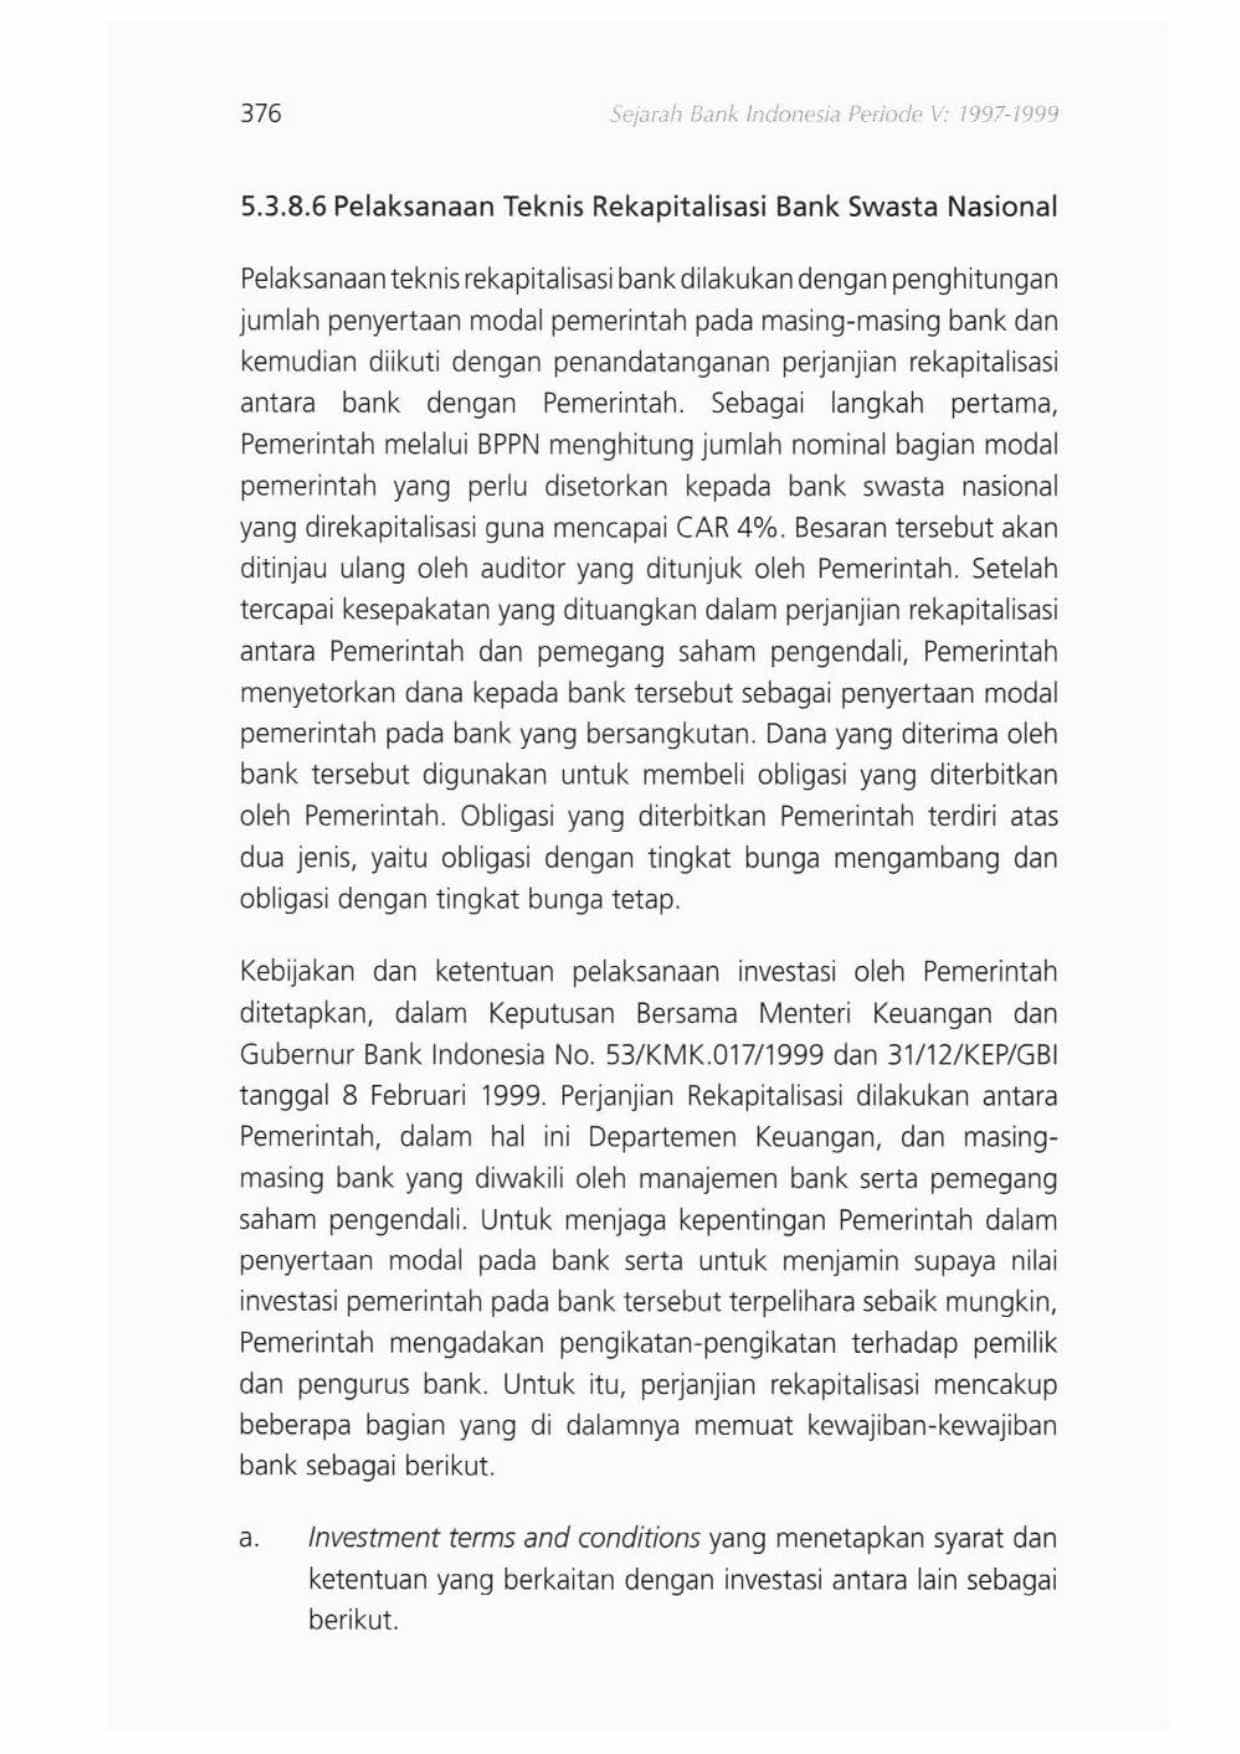 376
Sejarah Bank Indonesia Periode V: 1997-1999
5.3.8.6 Pelaksanaan Teknis Rekapitalisasi Bank Swasta Nasional
Pelaksanaan teknis rekapitalisasi bank dilakukan dengan penghitungan
jumlah penyertaan modal pemerintah pada masing-masing bank dan
kemudian diikuti dengan penandatanganan perjanjian rekapitalisasi
antara bank dengan Pemerintah. Sebagai langkah pertama,
Pemerintah melalui BPPN menghitung jumlah nominal bagian modal
pemerintah yang perlu disetorkan kepada bank swasta nasional
yang direkapitalisasi guna mencapai CAR 4%. Besaran tersebut akan
ditinjau ulang oleh auditor yang ditunjuk oleh Pemerintah. Setelah
tercapai kesepakatan yang dituangkan dalam perjanjian rekapitalisasi
antara Pemerintah dan pemegang saham pengendali, Pemerintah
menyetorkan dana kepada bank tersebut sebagai penyertaan modal
pemerintah pada bank yang bersangkutan. Dana yang diterima oleh
bank tersebut digunakan untuk membeli obligasi yang diterbitkan
oleh Pemerintah. Obligasi yang diterbitkan Pemerintah terdiri atas
dua jenis, yaitu obligasi dengan tingkat bunga mengambang dan
obligasi dengan tingkat bunga tetap.
Kebijakan dan ketentuan pelaksanaan investasi oleh Pemerintah
ditetapkan, dalam Keputusan Bersama Menteri Keuangan dan
Gubernur Bank Indonesia No. 53/KMK.017/1999 dan 31/12/KEP/GBI
tanggal 8 Februari 1999. Perjanjian Rekapitalisasi dilakukan antara
Pemerintah, dalam hal ini Departemen Keuangan, dan masing-
masing bank yang diwakili oleh manajemen bank serta pemegang
saham pengendali. Untuk menjaga kepentingan Pemerintah dalam
penyertaan modal pada bank serta untuk menjamin supaya nilai
investasi pemerintah pada bank tersebut terpelihara sebaik mungkin,
Pemerintah mengadakan pengikatan-pengikatan terhadap pemilik
dan pengurus bank. Untuk itu, perjanjian rekapitalisasi mencakup
beberapa bagian yang di dalamnya memuat kewajiban-kewajiban
bank sebagai berikut.
a. Investment terms and conditions yang menetapkan syarat dan
ketentuan yang berkaitan dengan investasi antara lain sebagai
berikut.